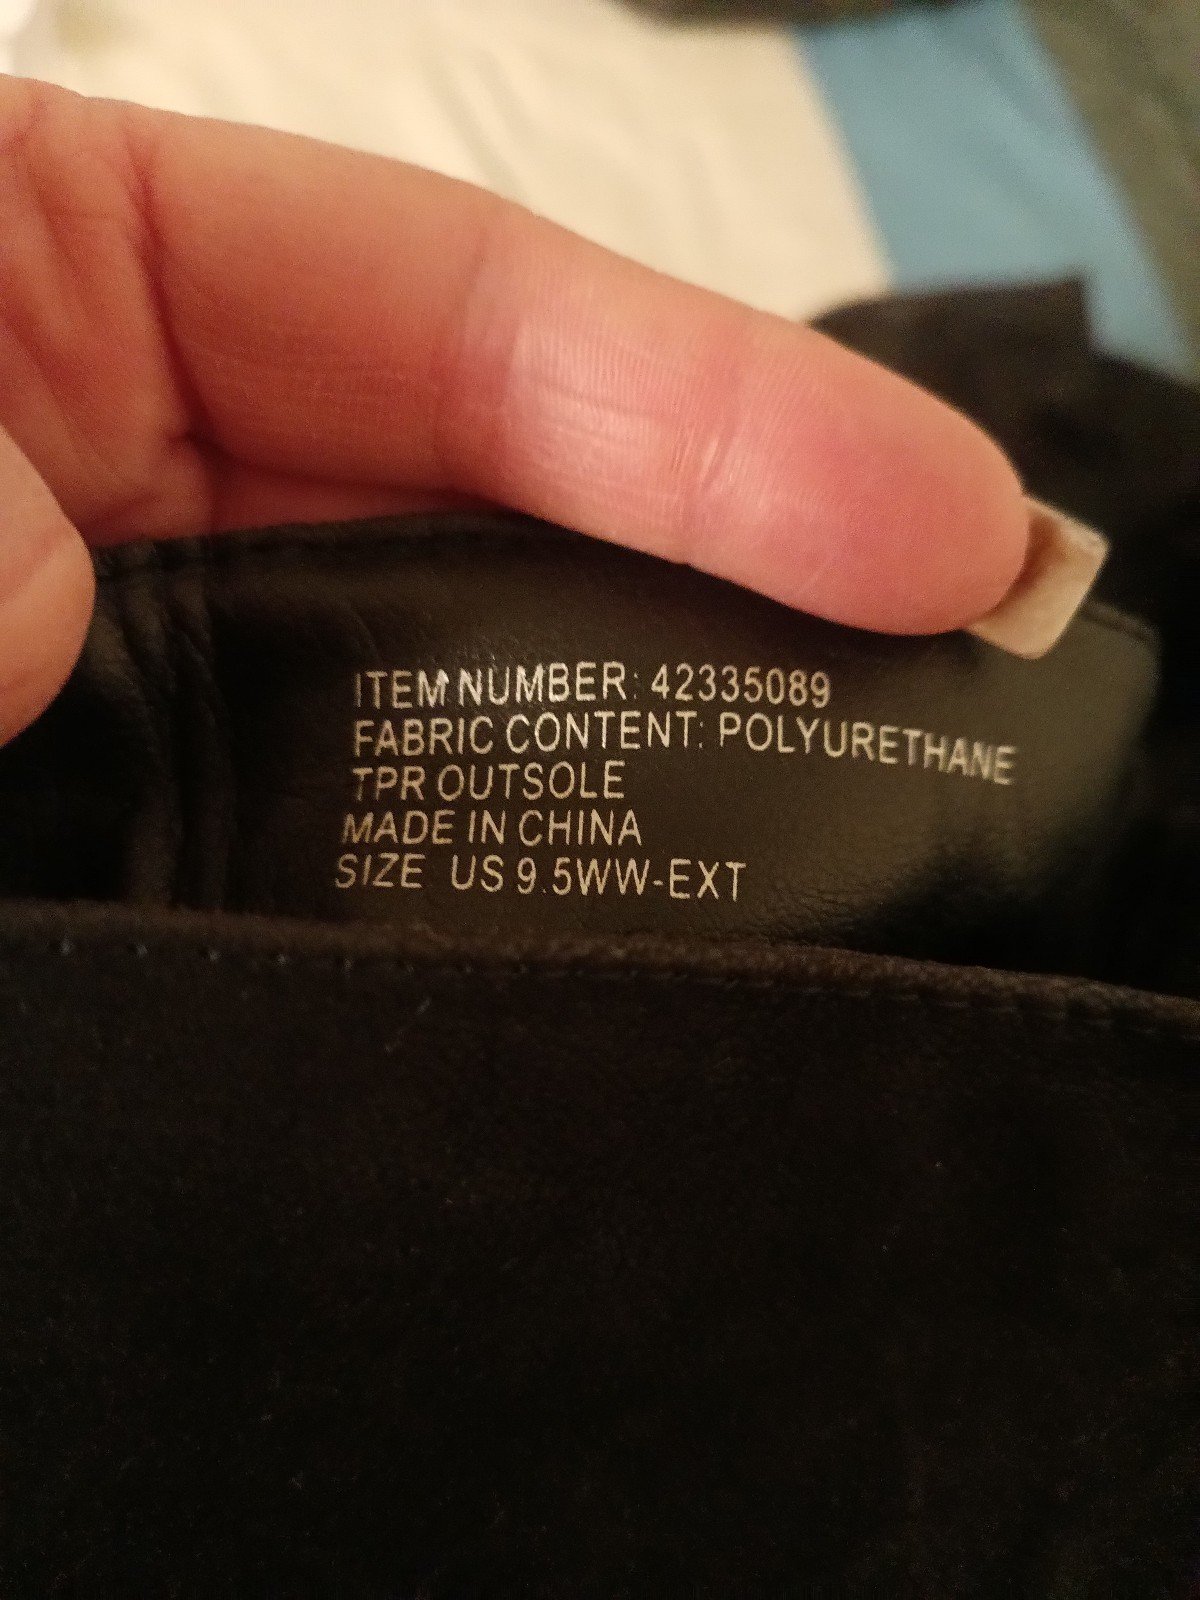 ITEM NUMBER: 42335089
FABRIC CONTENT: POLYURETHANE
TPR OUTSOLE
MADE IN CHINA
SIZE US 9.5WW-EXT